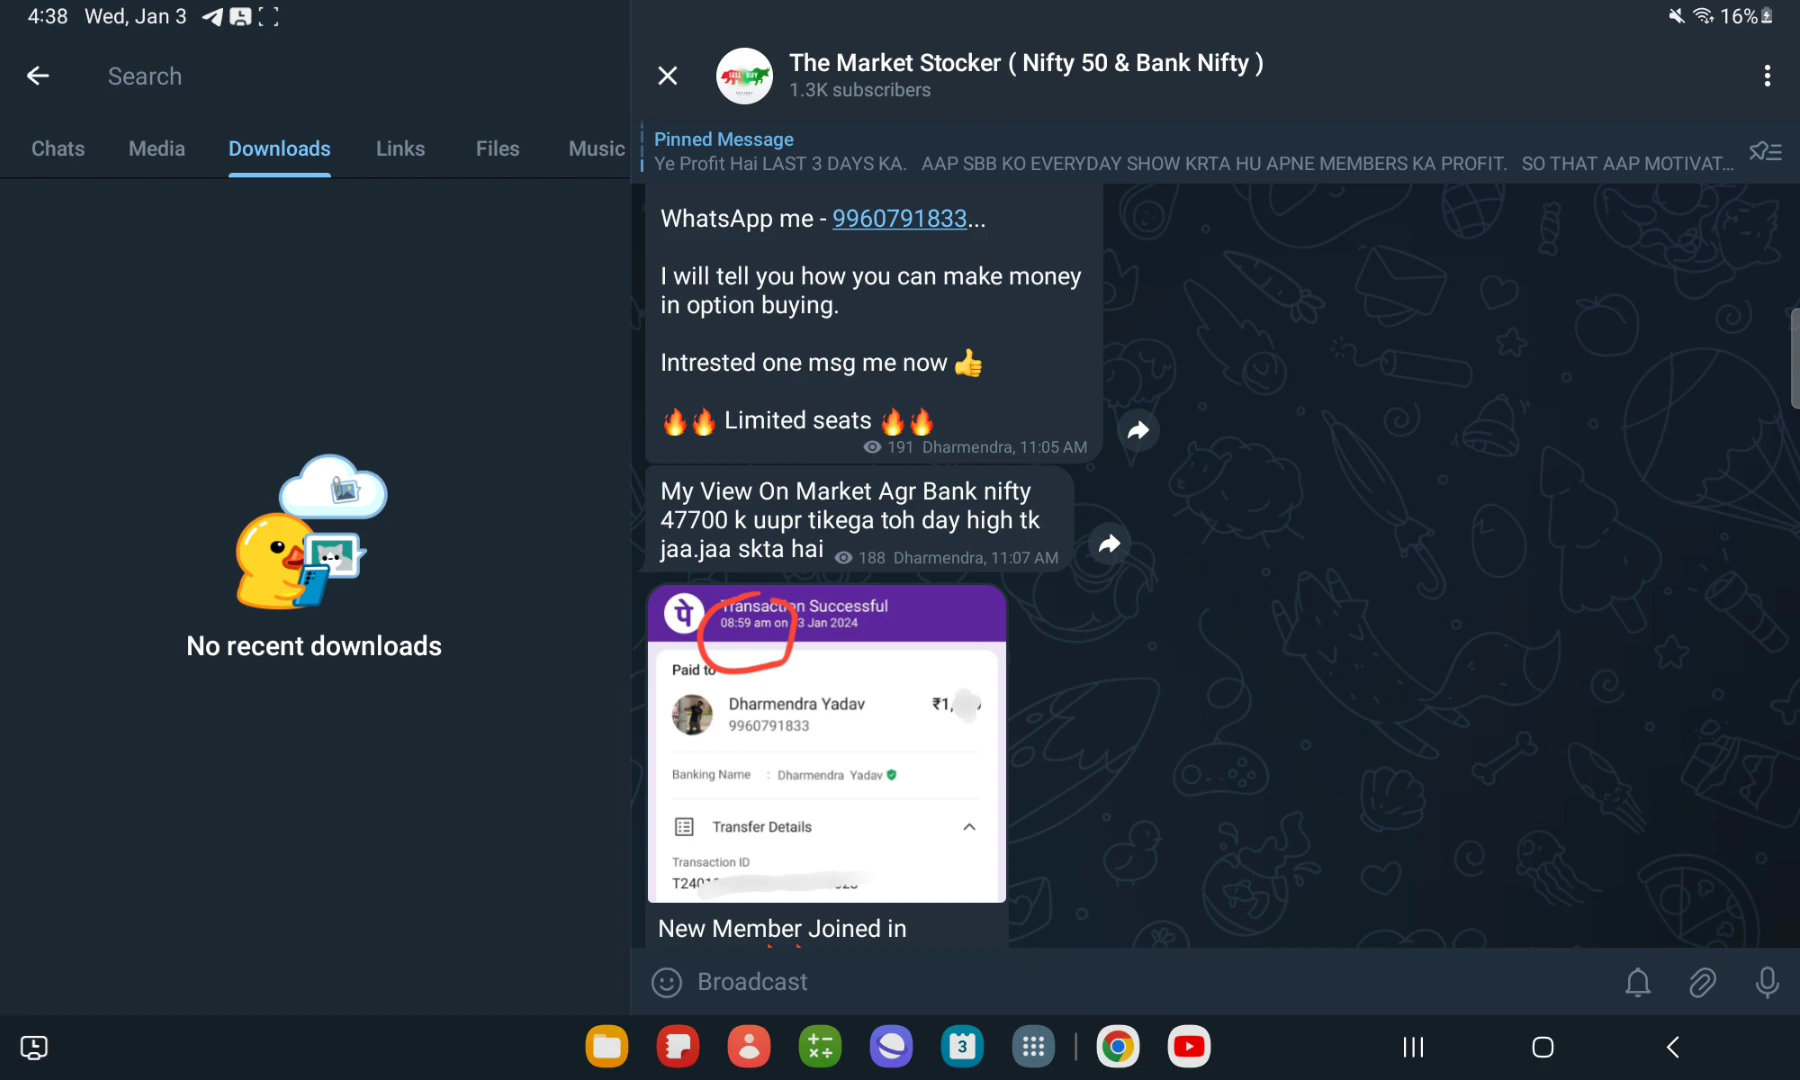 4:38 Wed, Jan 3
16%
Search
Chats Media Downloads Links Files Music
No recent downloads
The Market Stocker ( Nifty 50 & Bank Nifty )
1.3K subscribers
Pinned Message
Ye Profit Hai LAST 3 DAYS KA. AAP SBB KO EVERYDAY SHOW KRTA HU APNE MEMBERS KA PROFIT. SO THAT AAP MOTIVAT...
WhatsApp me - 9960791833...
I will tell you how you can make money
in option buying.
Intrested one msg me now 👍
🔥🔥 Limited seats 🔥🔥
191 Dharmendra, 11:05 AM
My View On Market Agr Bank nifty
47700 k uupr tikega toh day high tk
jaa.jaa skta hai
188 Dharmendra, 11:07 AM
पे
Transaction Successful
08:59 am on 3 Jan 2024
Paid to
Dharmendra Yadav ₹1,
9960791833
Banking Name : Dharmendra Yadav
Transfer Details
Transaction ID
New Member Joined in
Broadcast
3